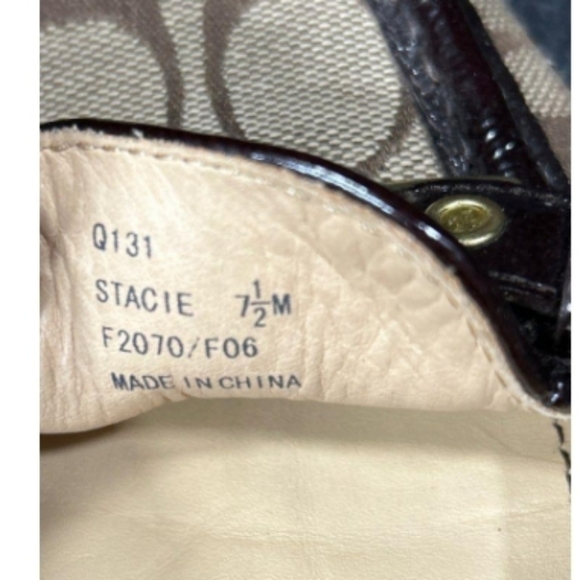 Q131
STACIE 7½M
F2070/F06
MADE IN CHINA